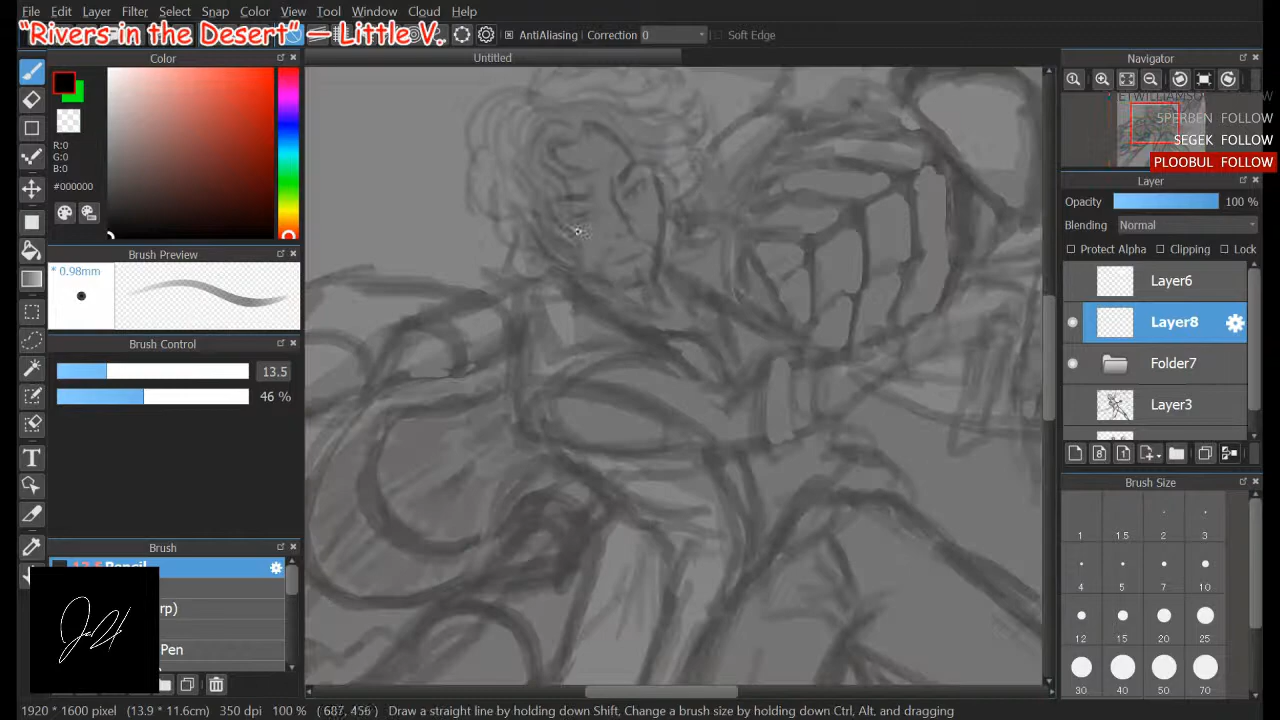 File Edit Layer Filter Select Snap Color View Tool Window Cloud Help
“Rivers in the Desert” — Little V.
AntiAliasing Correction 0 Soft Edge
Color
Untitled
Navigator
5PERBEN FOLLOW
SEGEK FOLLOW
PLOOBUL FOLLOW
R:0
G:0
B:0
#000000
Layer
Opacity 100 %
Blending Normal
Protect Alpha Clipping Lock
Brush Preview
* 0.98mm
Layer6
Layer8
Folder7
Layer3
Brush Control
13.5
46 %
Brush Size
1 1.5 2 3
4 5 7 10
12 15 20 25
30 40 50 70
Brush
13.5 Pencil
rp)
Pen
1920 * 1600 pixel (13.9 * 11.6cm) 350 dpi 100 % ( 687, 456 ) Draw a straight line by holding down Shift, Change a brush size by holding down Ctrl, Alt, and dragging